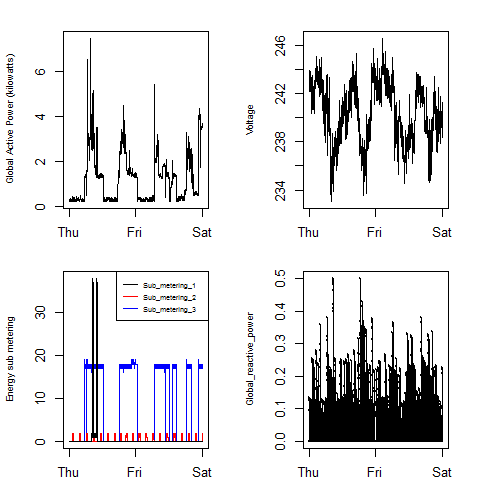 Global Active Power (kilowatts)
0 2 4 6
Thu Fri Sat
Voltage
234 238 242 246
Thu Fri Sat
Energy sub metering
0 10 20 30
Sub_metering_1
Sub_metering_2
Sub_metering_3
Thu Fri Sat
Global_reactive_power
0.0 0.1 0.2 0.3 0.4 0.5
Thu Fri Sat